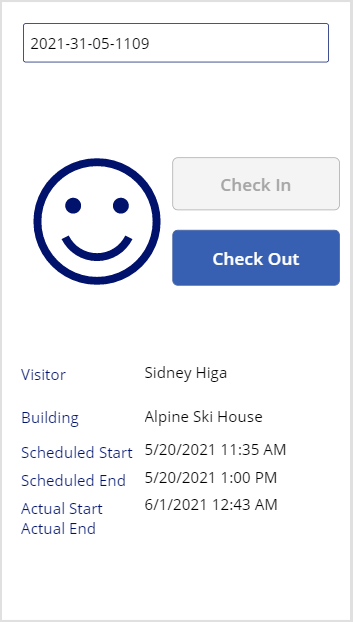 2021-31-05-1109
Check In
Check Out
Visitor Sidney Higa
Building Alpine Ski House
Scheduled Start 5/20/2021 11:35 AM
Scheduled End 5/20/2021 1:00 PM
Actual Start 6/1/2021 12:43 AM
Actual End